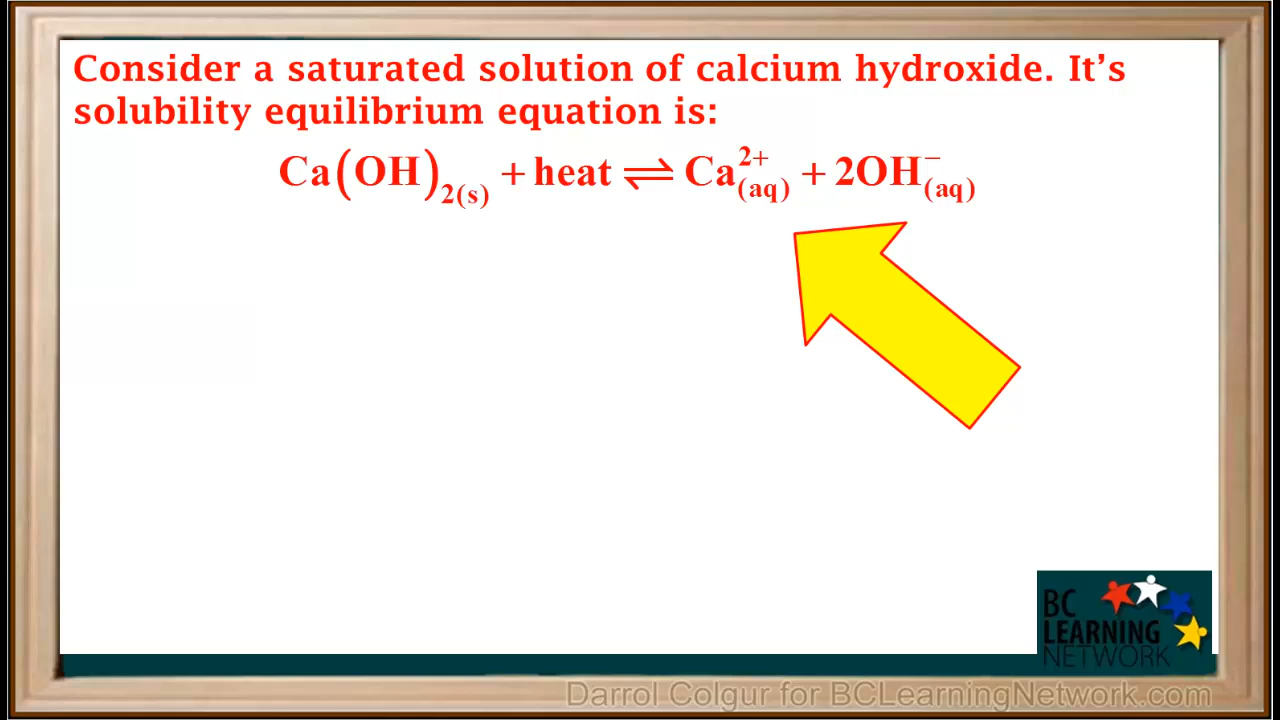 Consider a saturated solution of calcium hydroxide. It’s
solubility equilibrium equation is:
Ca(OH)₂₍s₎ + heat ⇌ Ca²⁺₍aq₎ + 2OH⁻₍aq₎
BC
LEARNING
NETWORK
Darrol Colgur for BCLearningNetwork.com